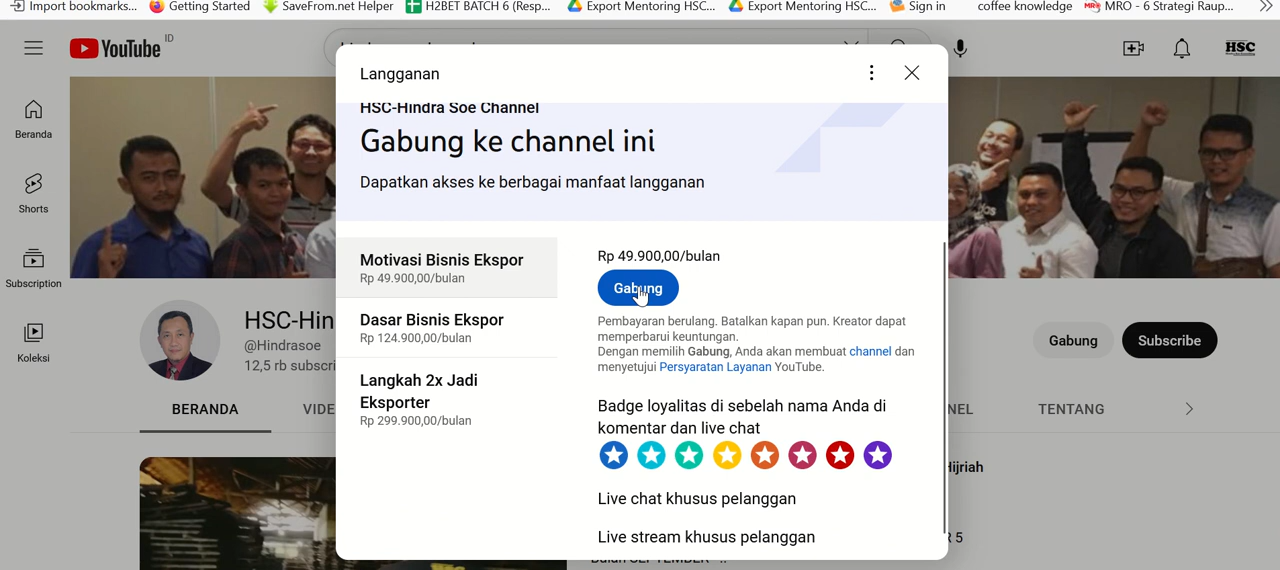 Import bookmarks...
Getting Started
SaveFrom.net Helper
H2BET BATCH 6 (Resp...
Export Mentoring HSC...
Export Mentoring HSC...
Sign in
coffee knowledge
MRO - 6 Strategi Raup...
YouTube ID
HSC
Langganan
HSC-Hindra Soe Channel
Gabung ke channel ini
Dapatkan akses ke berbagai manfaat langganan
Beranda
Shorts
Subscription
Koleksi
Motivasi Bisnis Ekspor
Rp 49.900,00/bulan
Dasar Bisnis Ekspor
Rp 124.900,00/bulan
Langkah 2x Jadi
Eksporter
Rp 299.900,00/bulan
Rp 49.900,00/bulan
Gabung
Pembayaran berulang. Batalkan kapan pun. Kreator dapat
memperbarui keuntungan.
Dengan memilih Gabung, Anda akan membuat channel dan
menyetujui Persyaratan Layanan YouTube.
Badge loyalitas di sebelah nama Anda di
komentar dan live chat
Live chat khusus pelanggan
Live stream khusus pelanggan
HSC-Hin
@Hindrasoe
12,5 rb subscri
Gabung
Subscribe
BERANDA
VIDE
NEL
TENTANG
Hijriah
R 5